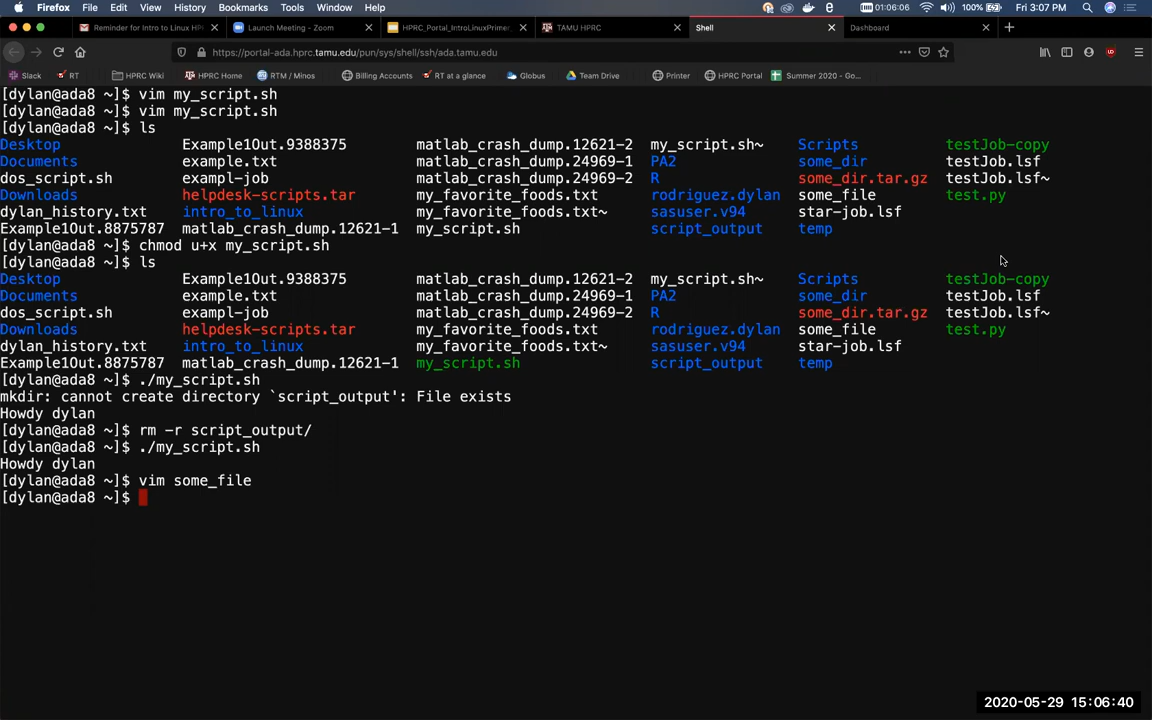 Firefox File Edit View History Bookmarks Tools Window Help 01:06:06 100% Fri 3:07 PM
Reminder for Intro to Linux HP Launch Meeting - Zoom HPRC_Portal_IntroLinuxPrimer_ TAMU HPRC Shell Dashboard
https://portal-ada.hprc.tamu.edu/pun/sys/shell/ssh/ada.tamu.edu
Slack RT HPRC Wiki HPRC Home RTM / Minos Billing Accounts RT at a glance Globus Team Drive Printer HPRC Portal Summer 2020 - Go...
[dylan@ada8 ~]$ vim my_script.sh
[dylan@ada8 ~]$ vim my_script.sh
[dylan@ada8 ~]$ ls
Desktop Example1Out.9388375 matlab_crash_dump.12621-2 my_script.sh~ Scripts testJob-copy
Documents example.txt matlab_crash_dump.24969-1 PA2 some_dir testJob.lsf
dos_script.sh exampl-job matlab_crash_dump.24969-2 R some_dir.tar.gz testJob.lsf~
Downloads helpdesk-scripts.tar my_favorite_foods.txt rodriguez.dylan some_file test.py
dylan_history.txt intro_to_linux my_favorite_foods.txt~ sasuser.v94 star-job.lsf
Example1Out.8875787 matlab_crash_dump.12621-1 my_script.sh script_output temp
[dylan@ada8 ~]$ chmod u+x my_script.sh
[dylan@ada8 ~]$ ls
Desktop Example1Out.9388375 matlab_crash_dump.12621-2 my_script.sh~ Scripts testJob-copy
Documents example.txt matlab_crash_dump.24969-1 PA2 some_dir testJob.lsf
dos_script.sh exampl-job matlab_crash_dump.24969-2 R some_dir.tar.gz testJob.lsf~
Downloads helpdesk-scripts.tar my_favorite_foods.txt rodriguez.dylan some_file test.py
dylan_history.txt intro_to_linux my_favorite_foods.txt~ sasuser.v94 star-job.lsf
Example1Out.8875787 matlab_crash_dump.12621-1 my_script.sh script_output temp
[dylan@ada8 ~]$ ./my_script.sh
mkdir: cannot create directory `script_output': File exists
Howdy dylan
[dylan@ada8 ~]$ rm -r script_output/
[dylan@ada8 ~]$ ./my_script.sh
Howdy dylan
[dylan@ada8 ~]$ vim some_file
[dylan@ada8 ~]$
2020-05-29 15:06:40